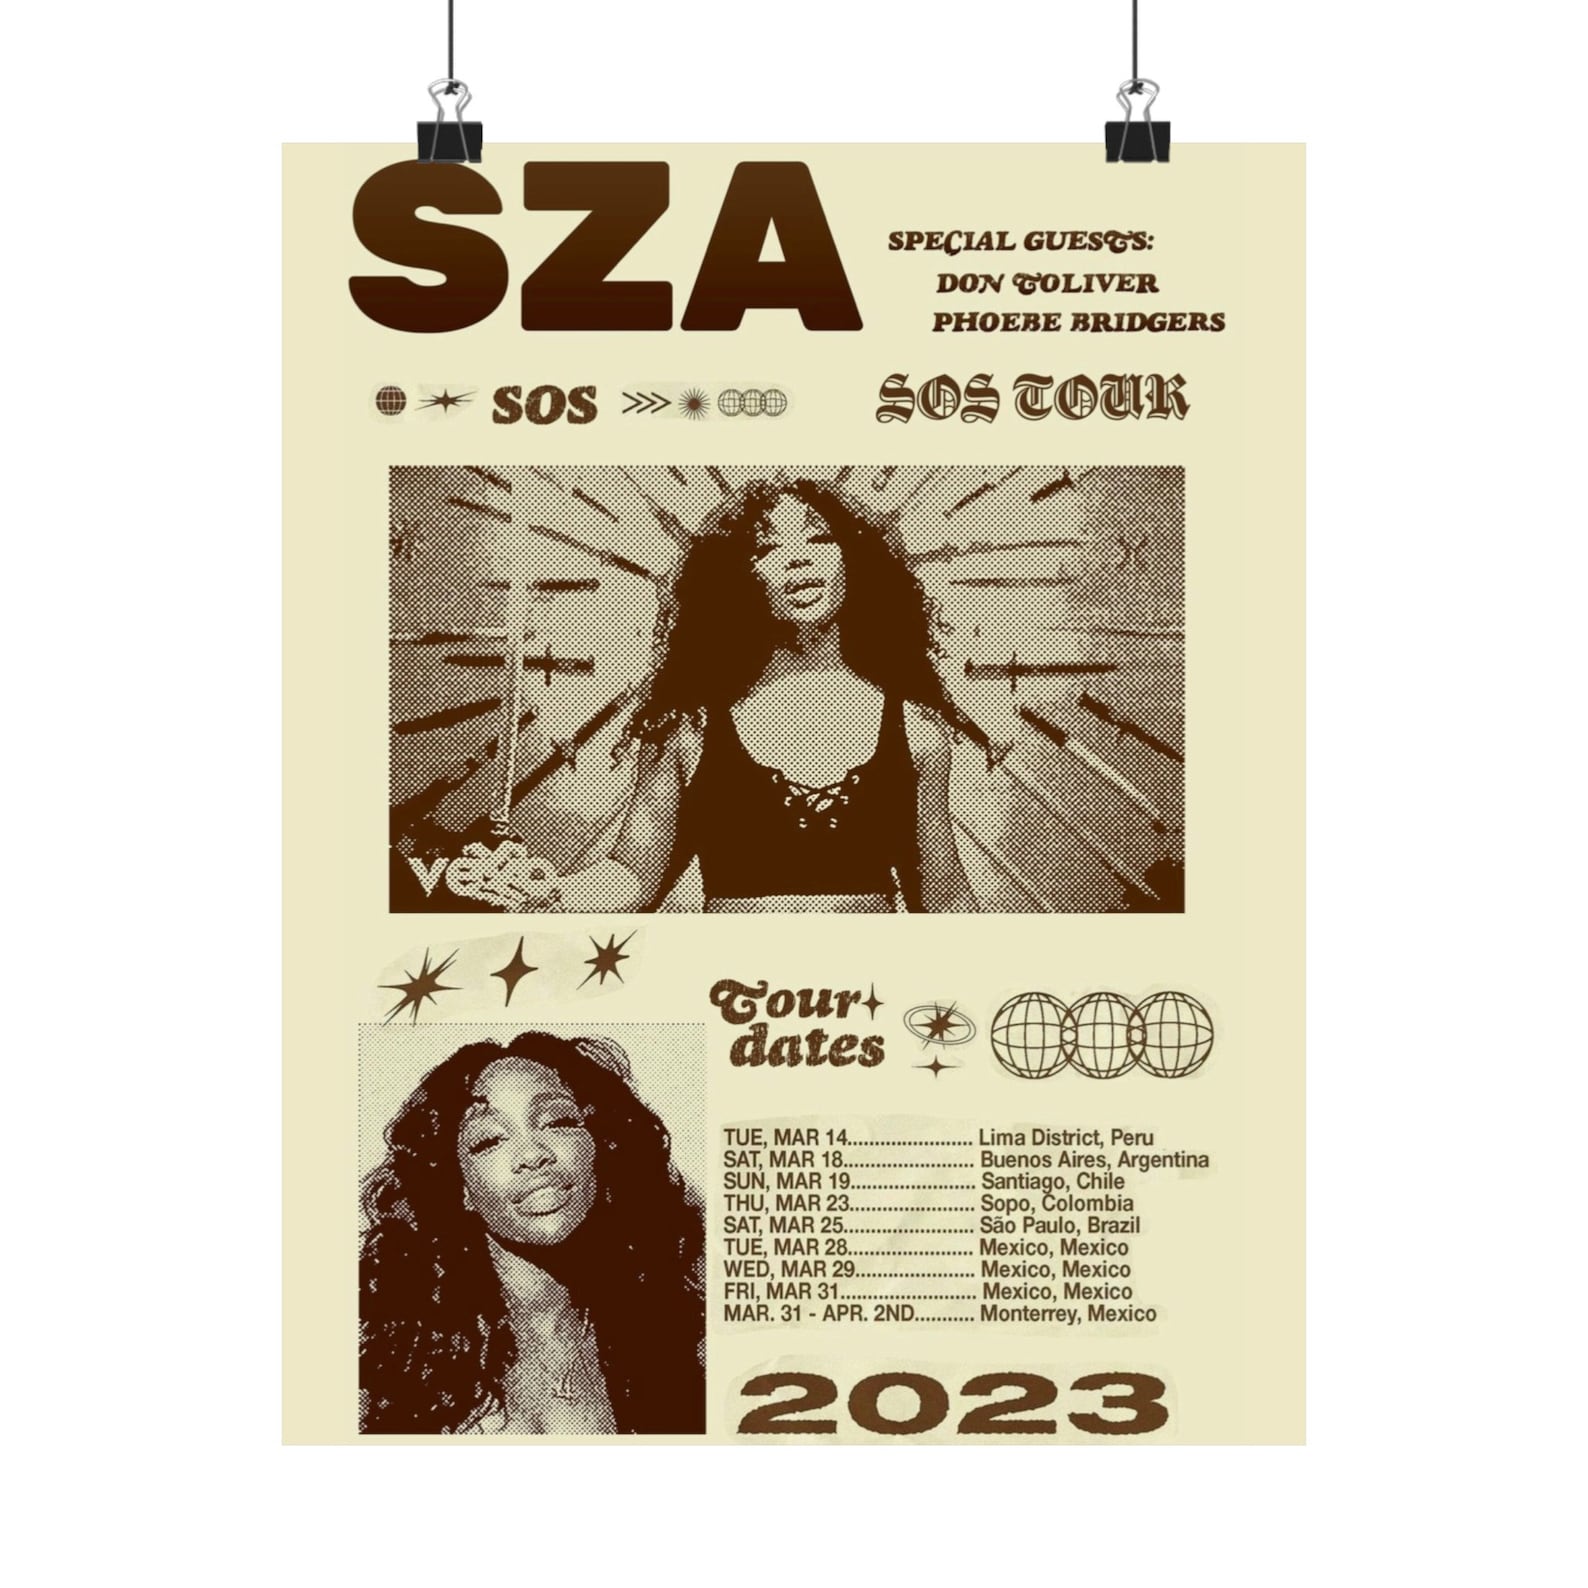 SZA
SPECIAL GUESTS:
DON TOLIVER
PHOEBE BRIDGERS
SOS
SOS TOUR
vevo
Tour
dates
TUE, MAR 14....................... Lima District, Peru
SAT, MAR 18........................ Buenos Aires, Argentina
SUN, MAR 19....................... Santiago, Chile
THU, MAR 23....................... Sopo, Colombia
SAT, MAR 25........................ São Paulo, Brazil
TUE, MAR 28....................... Mexico, Mexico
WED, MAR 29...................... Mexico, Mexico
FRI, MAR 31......................... Mexico, Mexico
MAR. 31 - APR. 2ND........... Monterrey, Mexico
2023